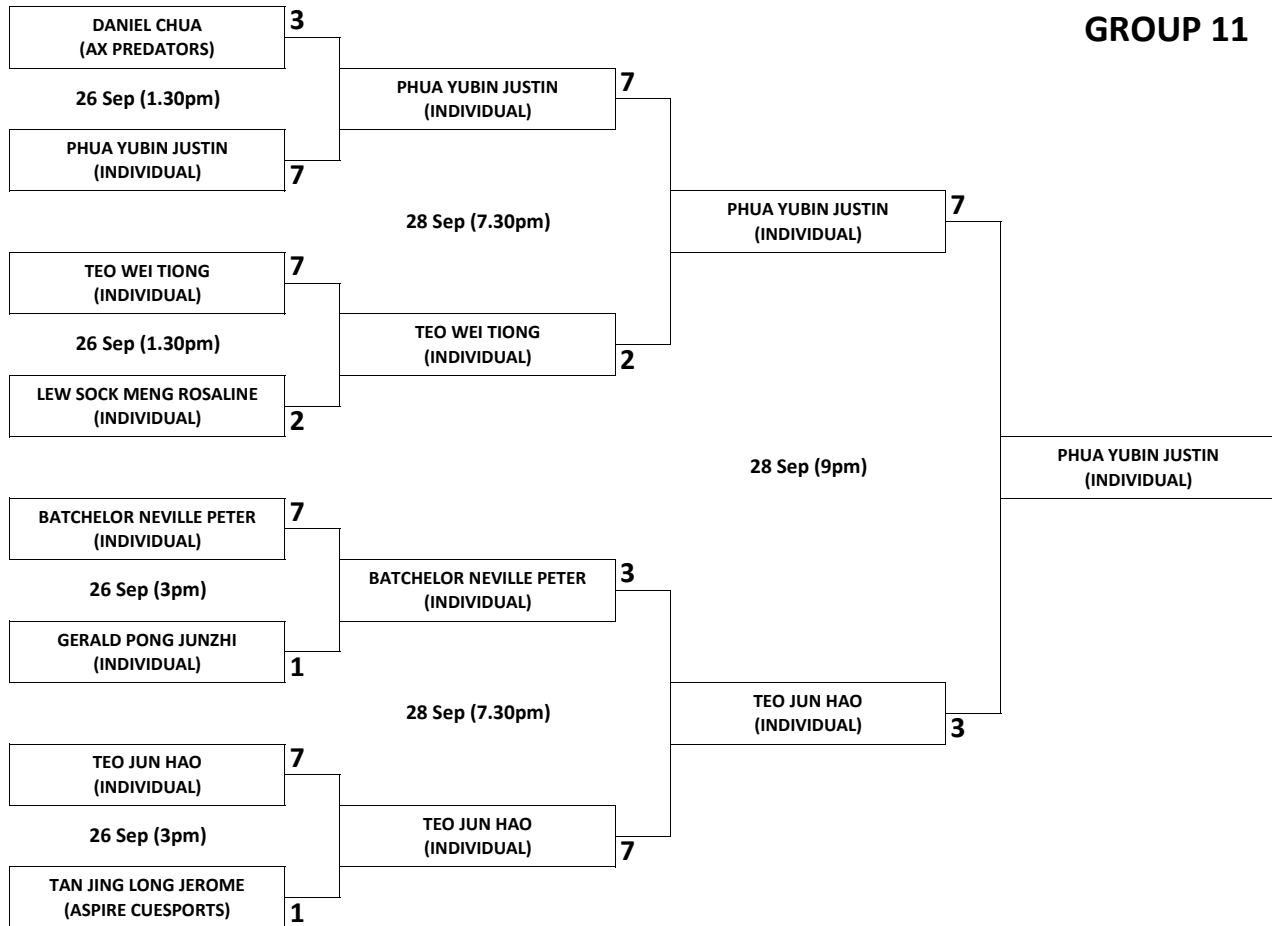 GROUP 11
DANIEL CHUA
(AX PREDATORS)
3
26 Sep (1.30pm)
PHUA YUBIN JUSTIN
(INDIVIDUAL)
7
TEO WEI TIONG
(INDIVIDUAL)
7
26 Sep (1.30pm)
LEW SOCK MENG ROSALINE
(INDIVIDUAL)
2
BATCHELOR NEVILLE PETER
(INDIVIDUAL)
7
26 Sep (3pm)
GERALD PONG JUNZHI
(INDIVIDUAL)
1
TEO JUN HAO
(INDIVIDUAL)
7
26 Sep (3pm)
TAN JING LONG JEROME
(ASPIRE CUESPORTS)
1
PHUA YUBIN JUSTIN
(INDIVIDUAL)
7
28 Sep (7.30pm)
TEO WEI TIONG
(INDIVIDUAL)
2
BATCHELOR NEVILLE PETER
(INDIVIDUAL)
3
28 Sep (7.30pm)
TEO JUN HAO
(INDIVIDUAL)
7
PHUA YUBIN JUSTIN
(INDIVIDUAL)
7
28 Sep (9pm)
TEO JUN HAO
(INDIVIDUAL)
3
PHUA YUBIN JUSTIN
(INDIVIDUAL)